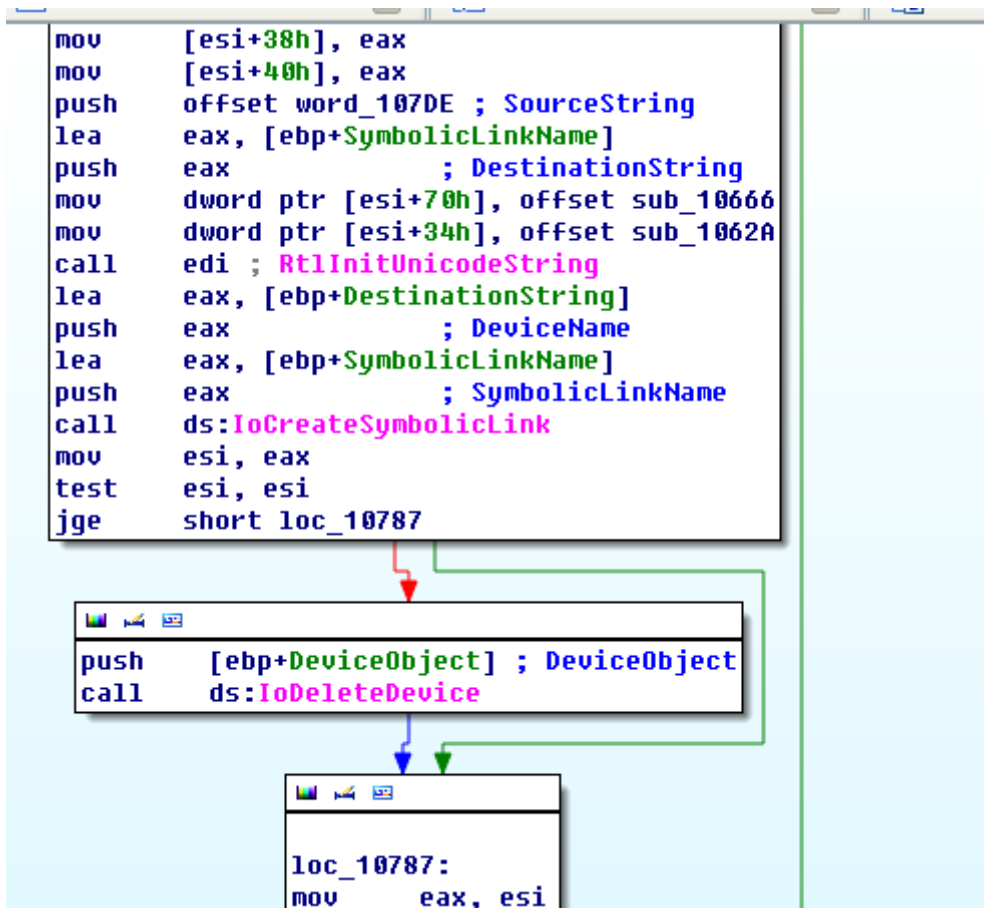 mov [esi+38h], eax
mov [esi+40h], eax
push offset word_107DE ; SourceString
lea eax, [ebp+SymbolicLinkName]
push eax ; DestinationString
mov dword ptr [esi+70h], offset sub_10666
mov dword ptr [esi+34h], offset sub_1062A
call edi ; RtlInitUnicodeString
lea eax, [ebp+DestinationString]
push eax ; DeviceName
lea eax, [ebp+SymbolicLinkName]
push eax ; SymbolicLinkName
call ds:IoCreateSymbolicLink
mov esi, eax
test esi, esi
jge short loc_10787
push [ebp+DeviceObject] ; DeviceObject
call ds:IoDeleteDevice
loc_10787:
mov eax, esi